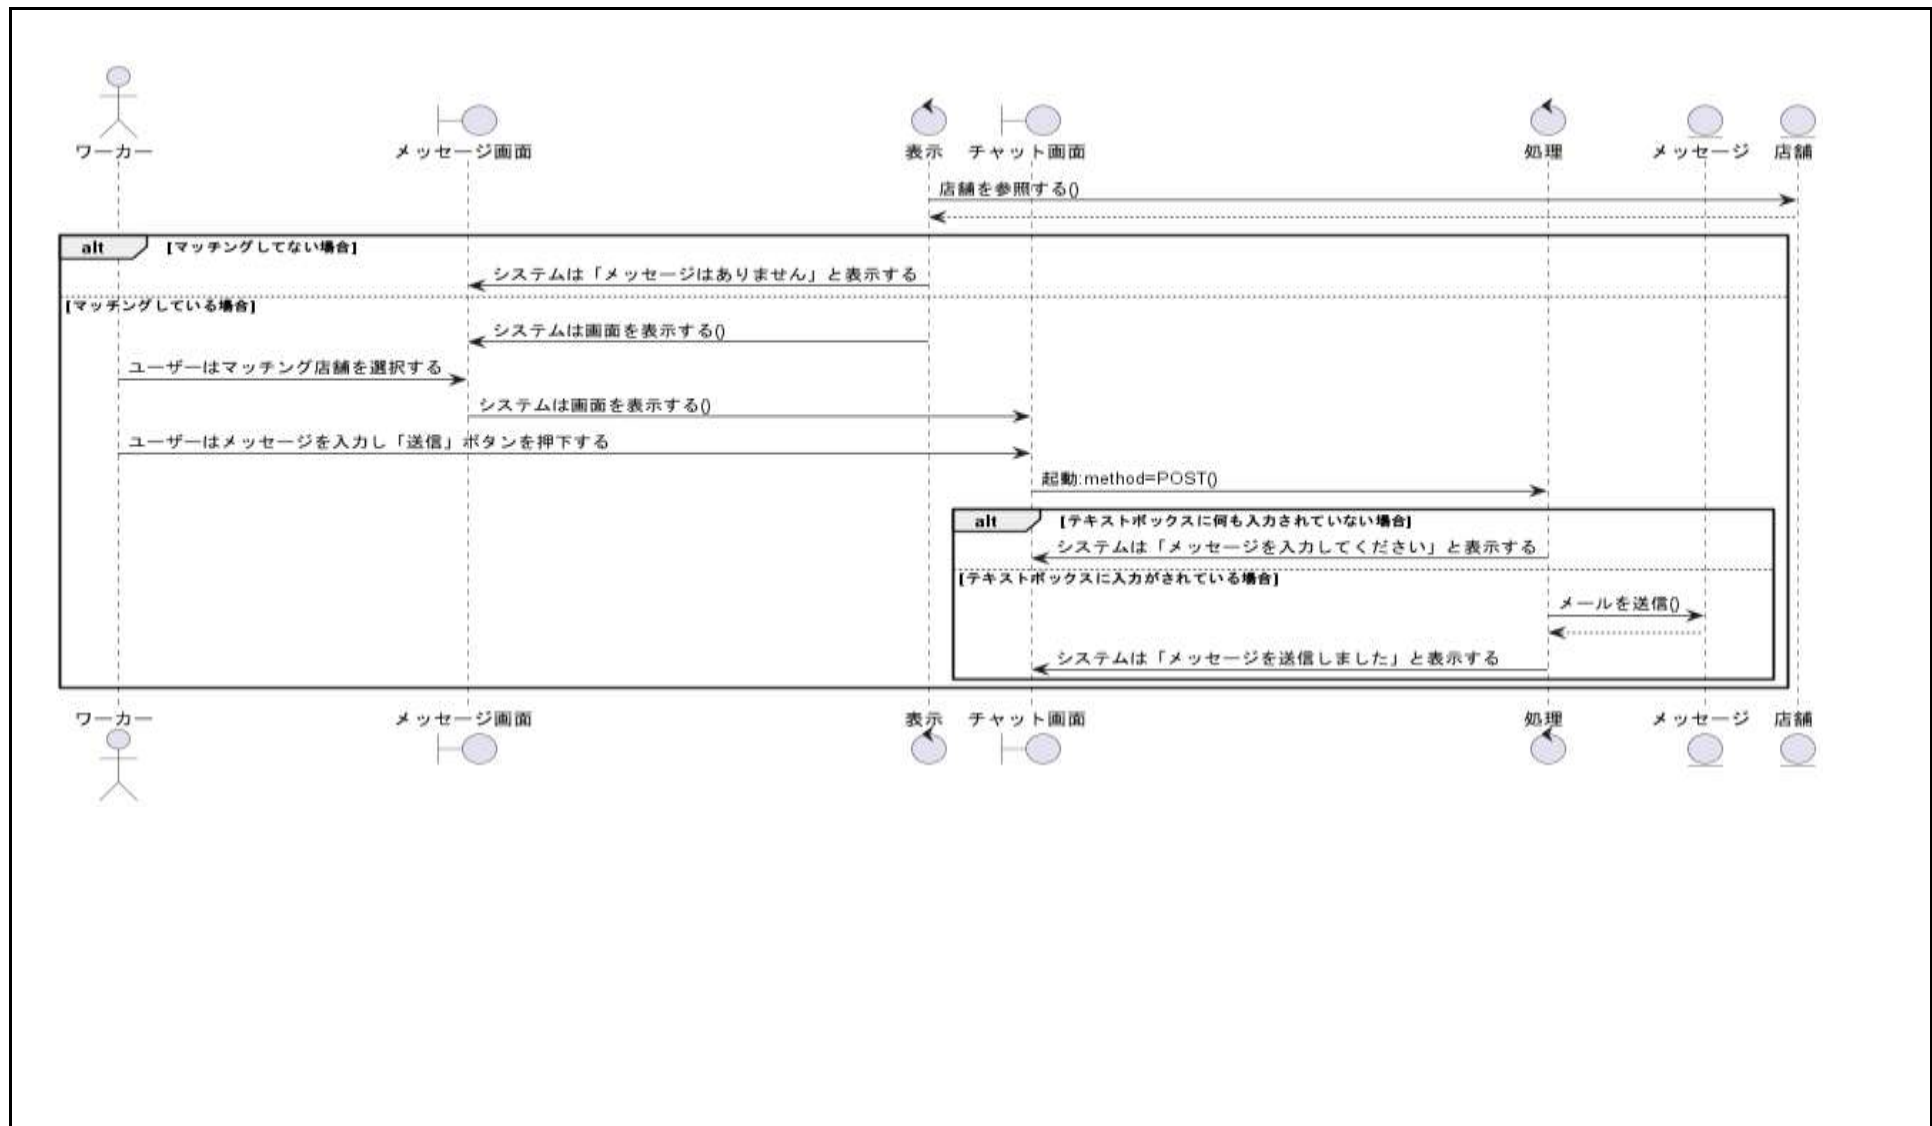 ワーカー
メッセージ画面
表示
チャット画面
処理
メッセージ
店舗
店舗を参照する()
alt
[マッチングしてない場合]
システムは「メッセージはありません」と表示する
[マッチングしている場合]
システムは画面を表示する()
ユーザーはマッチング店舗を選択する
システムは画面を表示する()
ユーザーはメッセージを入力し「送信」ボタンを押下する
起動:method=POST()
alt
[テキストボックスに何も入力されていない場合]
システムは「メッセージを入力してください」と表示する
[テキストボックスに入力がされている場合]
メールを送信()
システムは「メッセージを送信しました」と表示する
ワーカー
メッセージ画面
表示
チャット画面
処理
メッセージ
店舗